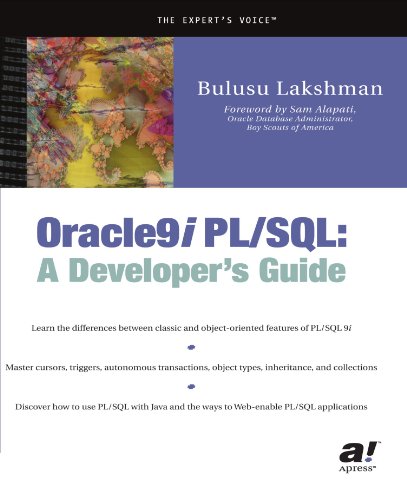 THE EXPERT'S VOICE™
Bulusu Lakshman
Foreword by Sam Alapati,
Oracle Database Administrator,
Boy Scouts of America
Oracle9i PL/SQL:
A Developer's Guide
Learn the differences between classic and object-oriented features of PL/SQL 9i
Master cursors, triggers, autonomous transactions, object types, inheritance, and collections
Discover how to use PL/SQL with Java and the ways to Web-enable PL/SQL applications
a!
Apress™